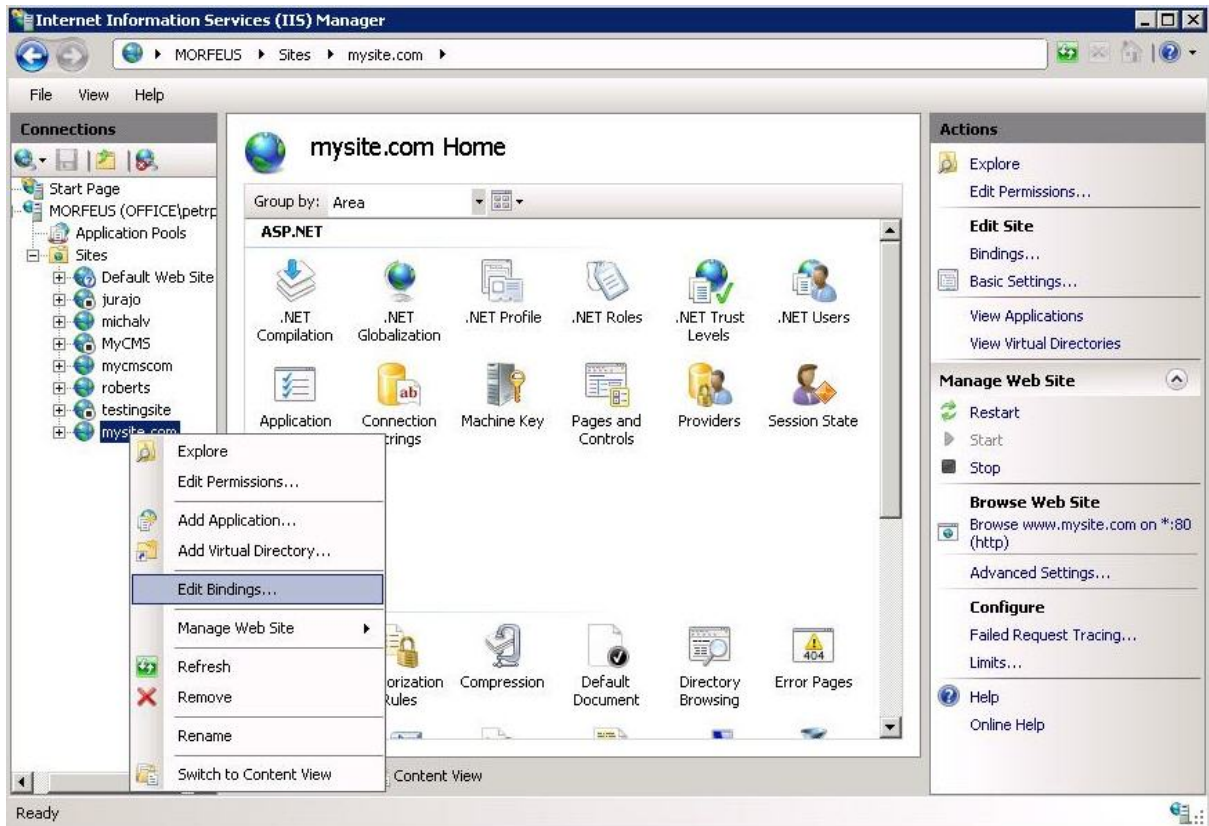 Internet Information Services (IIS) Manager
MORFEUS Sites mysite.com
File View Help
Connections
Start Page
MORFEUS (OFFICE\petrp
Application Pools
Sites
Default Web Site
jurajo
michalv
MyCMS
mycmscom
roberts
testingsite
mysite.com
Explore
Edit Permissions...
Add Application...
Add Virtual Directory...
Edit Bindings...
Manage Web Site
Refresh
Remove
Rename
Switch to Content View
mysite.com Home
Group by: Area
ASP.NET
.NET Compilation
.NET Globalization
.NET Profile
.NET Roles
.NET Trust Levels
.NET Users
ab
Application
Connection
trings
Machine Key
Pages and Controls
Providers
Session State
orization
Rules
Compression
Default Document
Directory Browsing
404
Error Pages
Content View
Actions
Explore
Edit Permissions...
Edit Site
Bindings...
Basic Settings...
View Applications
View Virtual Directories
Manage Web Site
Restart
Start
Stop
Browse Web Site
Browse www.mysite.com on *:80
(http)
Advanced Settings...
Configure
Failed Request Tracing...
Limits...
Help
Online Help
Ready